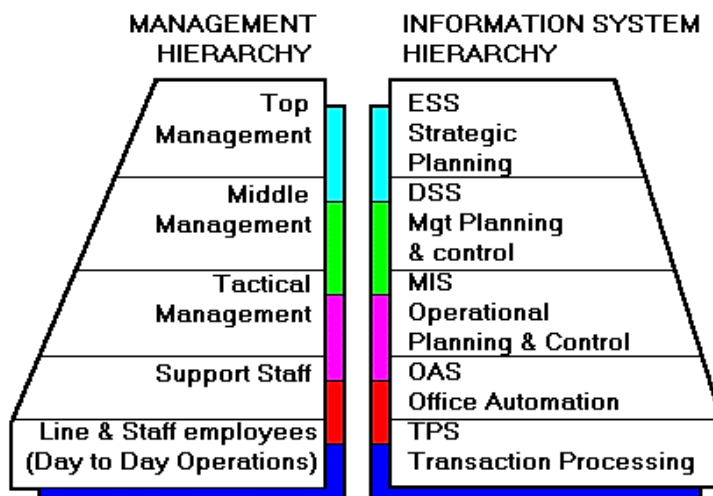 MANAGEMENT
HIERARCHY
Top
Management
Middle
Management
Tactical
Management
Support Staff
Line & Staff employees
(Day to Day Operations)
INFORMATION SYSTEM
HIERARCHY
ESS
Strategic
Planning
DSS
Mgt Planning
& control
MIS
Operational
Planning & Control
OAS
Office Automation
TPS
Transaction Processing